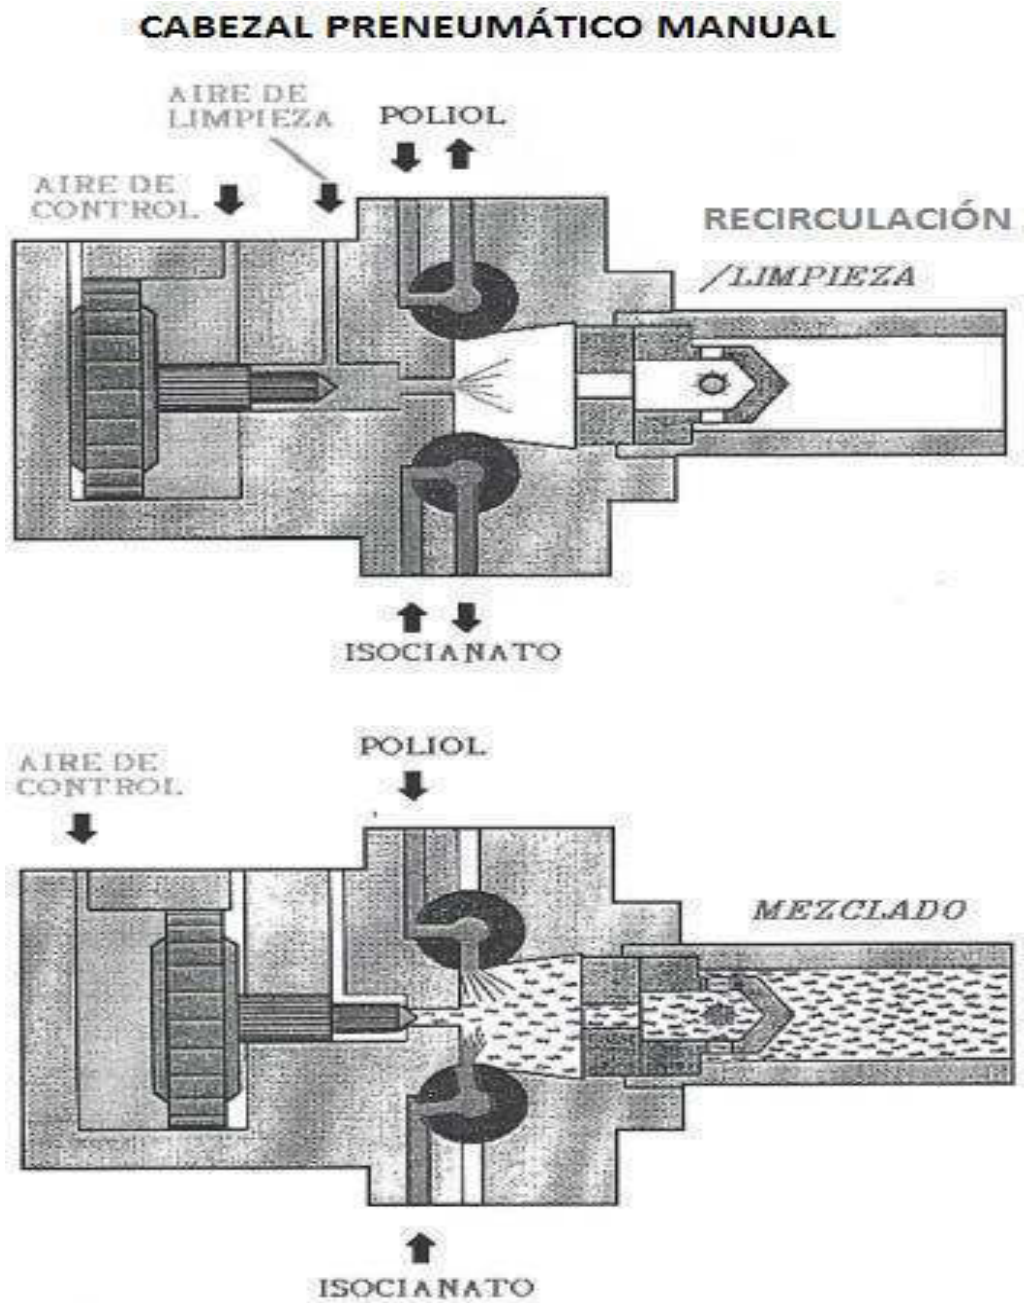 CABEZAL PRENEUMÁTICO MANUAL
AIRE DE
LIMPIEZA
POLIOL
AIRE DE
CONTROL
RECIRCULACIÓN
/LIMPIEZA
ISOCIANATO
POLIOL
AIRE DE
CONTROL
MEZCLADO
ISOCIANATO